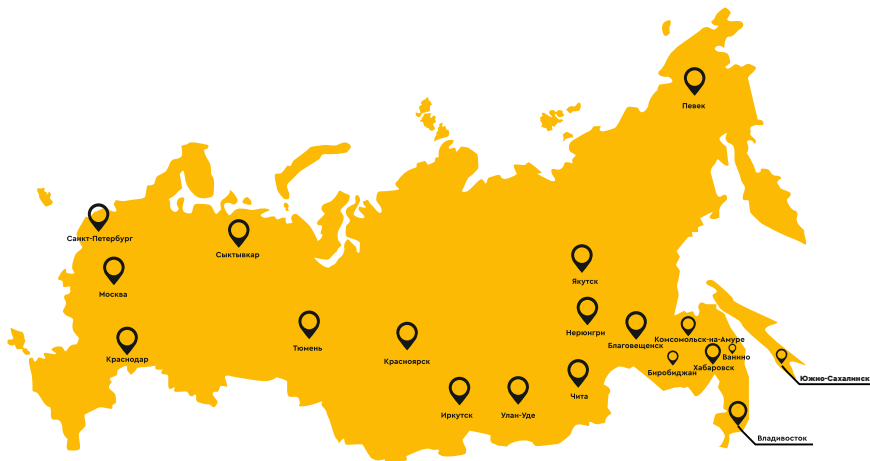 Певек
Санкт-Петербург
Сыктывкар
Якутск
Москва
Нерюнгри
Комсомольск-на-Амуре
Благовещенск
Тюмень
Ванино
Краснодар
Красноярск
Хабаровск
Биробиджан
Южно-Сахалинск
Чита
Иркутск
Улан-Уде
Владивосток